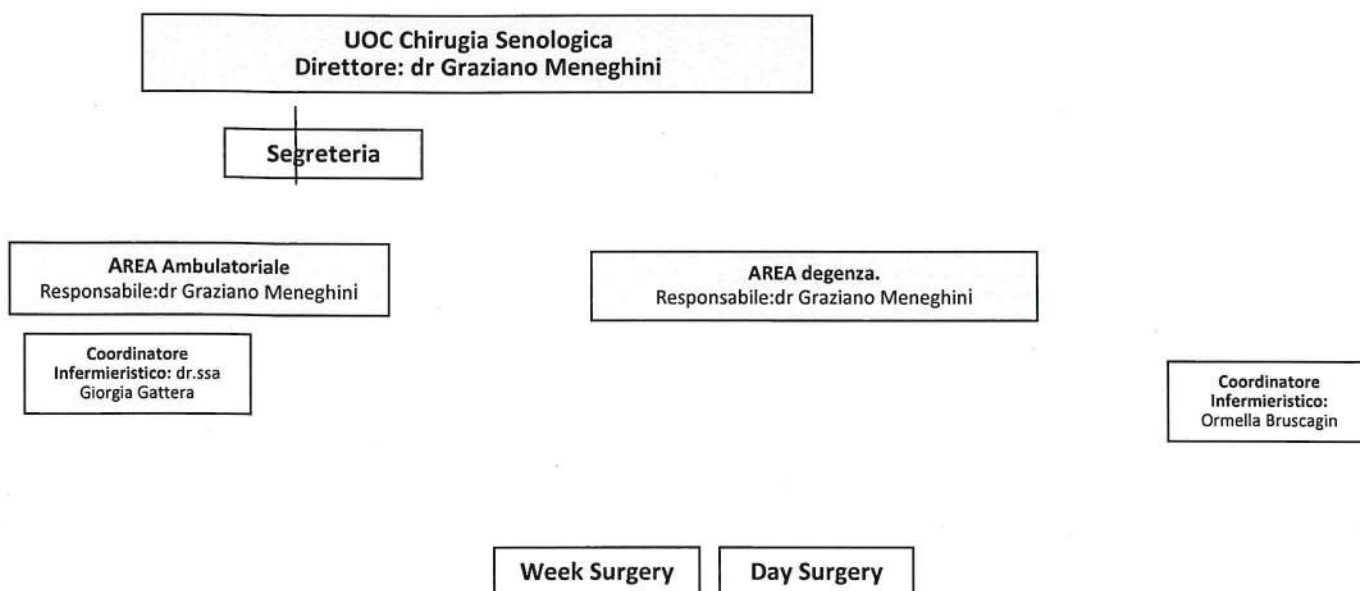 UOC Chirugia Senologica
Direttore: dr Graziano Meneghini
Segreteria
AREA Ambulatoriale
Responsabile:dr Graziano Meneghini
AREA degenza.
Responsabile:dr Graziano Meneghini
Coordinatore
Infermieristico: dr.ssa
Giorgia Gattera
Coordinatore
Infermieristico:
Ormella Bruscagin
Week Surgery
Day Surgery